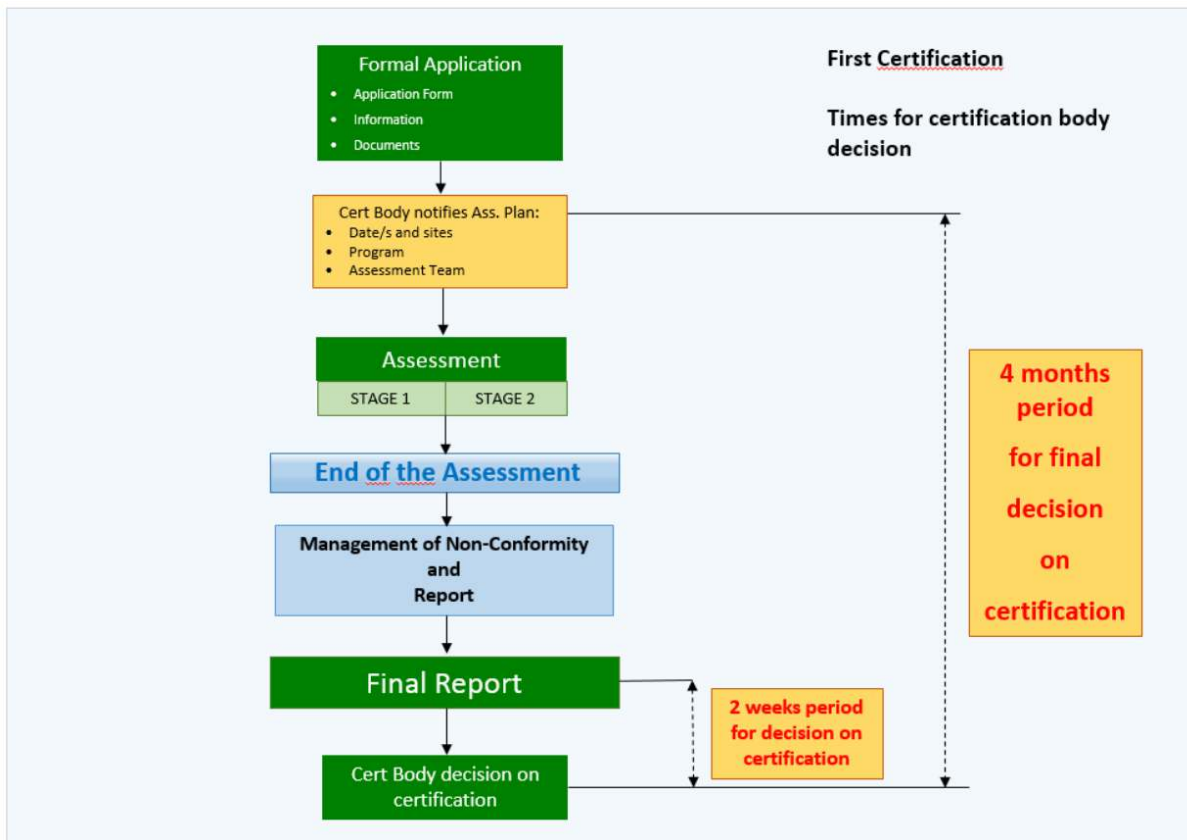 Formal Application
• Application Form
• Information
• Documents
First Certification
Times for certification body
decision
Cert Body notifies Ass. Plan:
• Date/s and sites
• Program
• Assessment Team
Assessment
STAGE 1
STAGE 2
End of the Assessment
Management of Non-Conformity
and
Report
Final Report
Cert Body decision on
certification
2 weeks period
for decision on
certification
4 months
period
for final
decision
on
certification